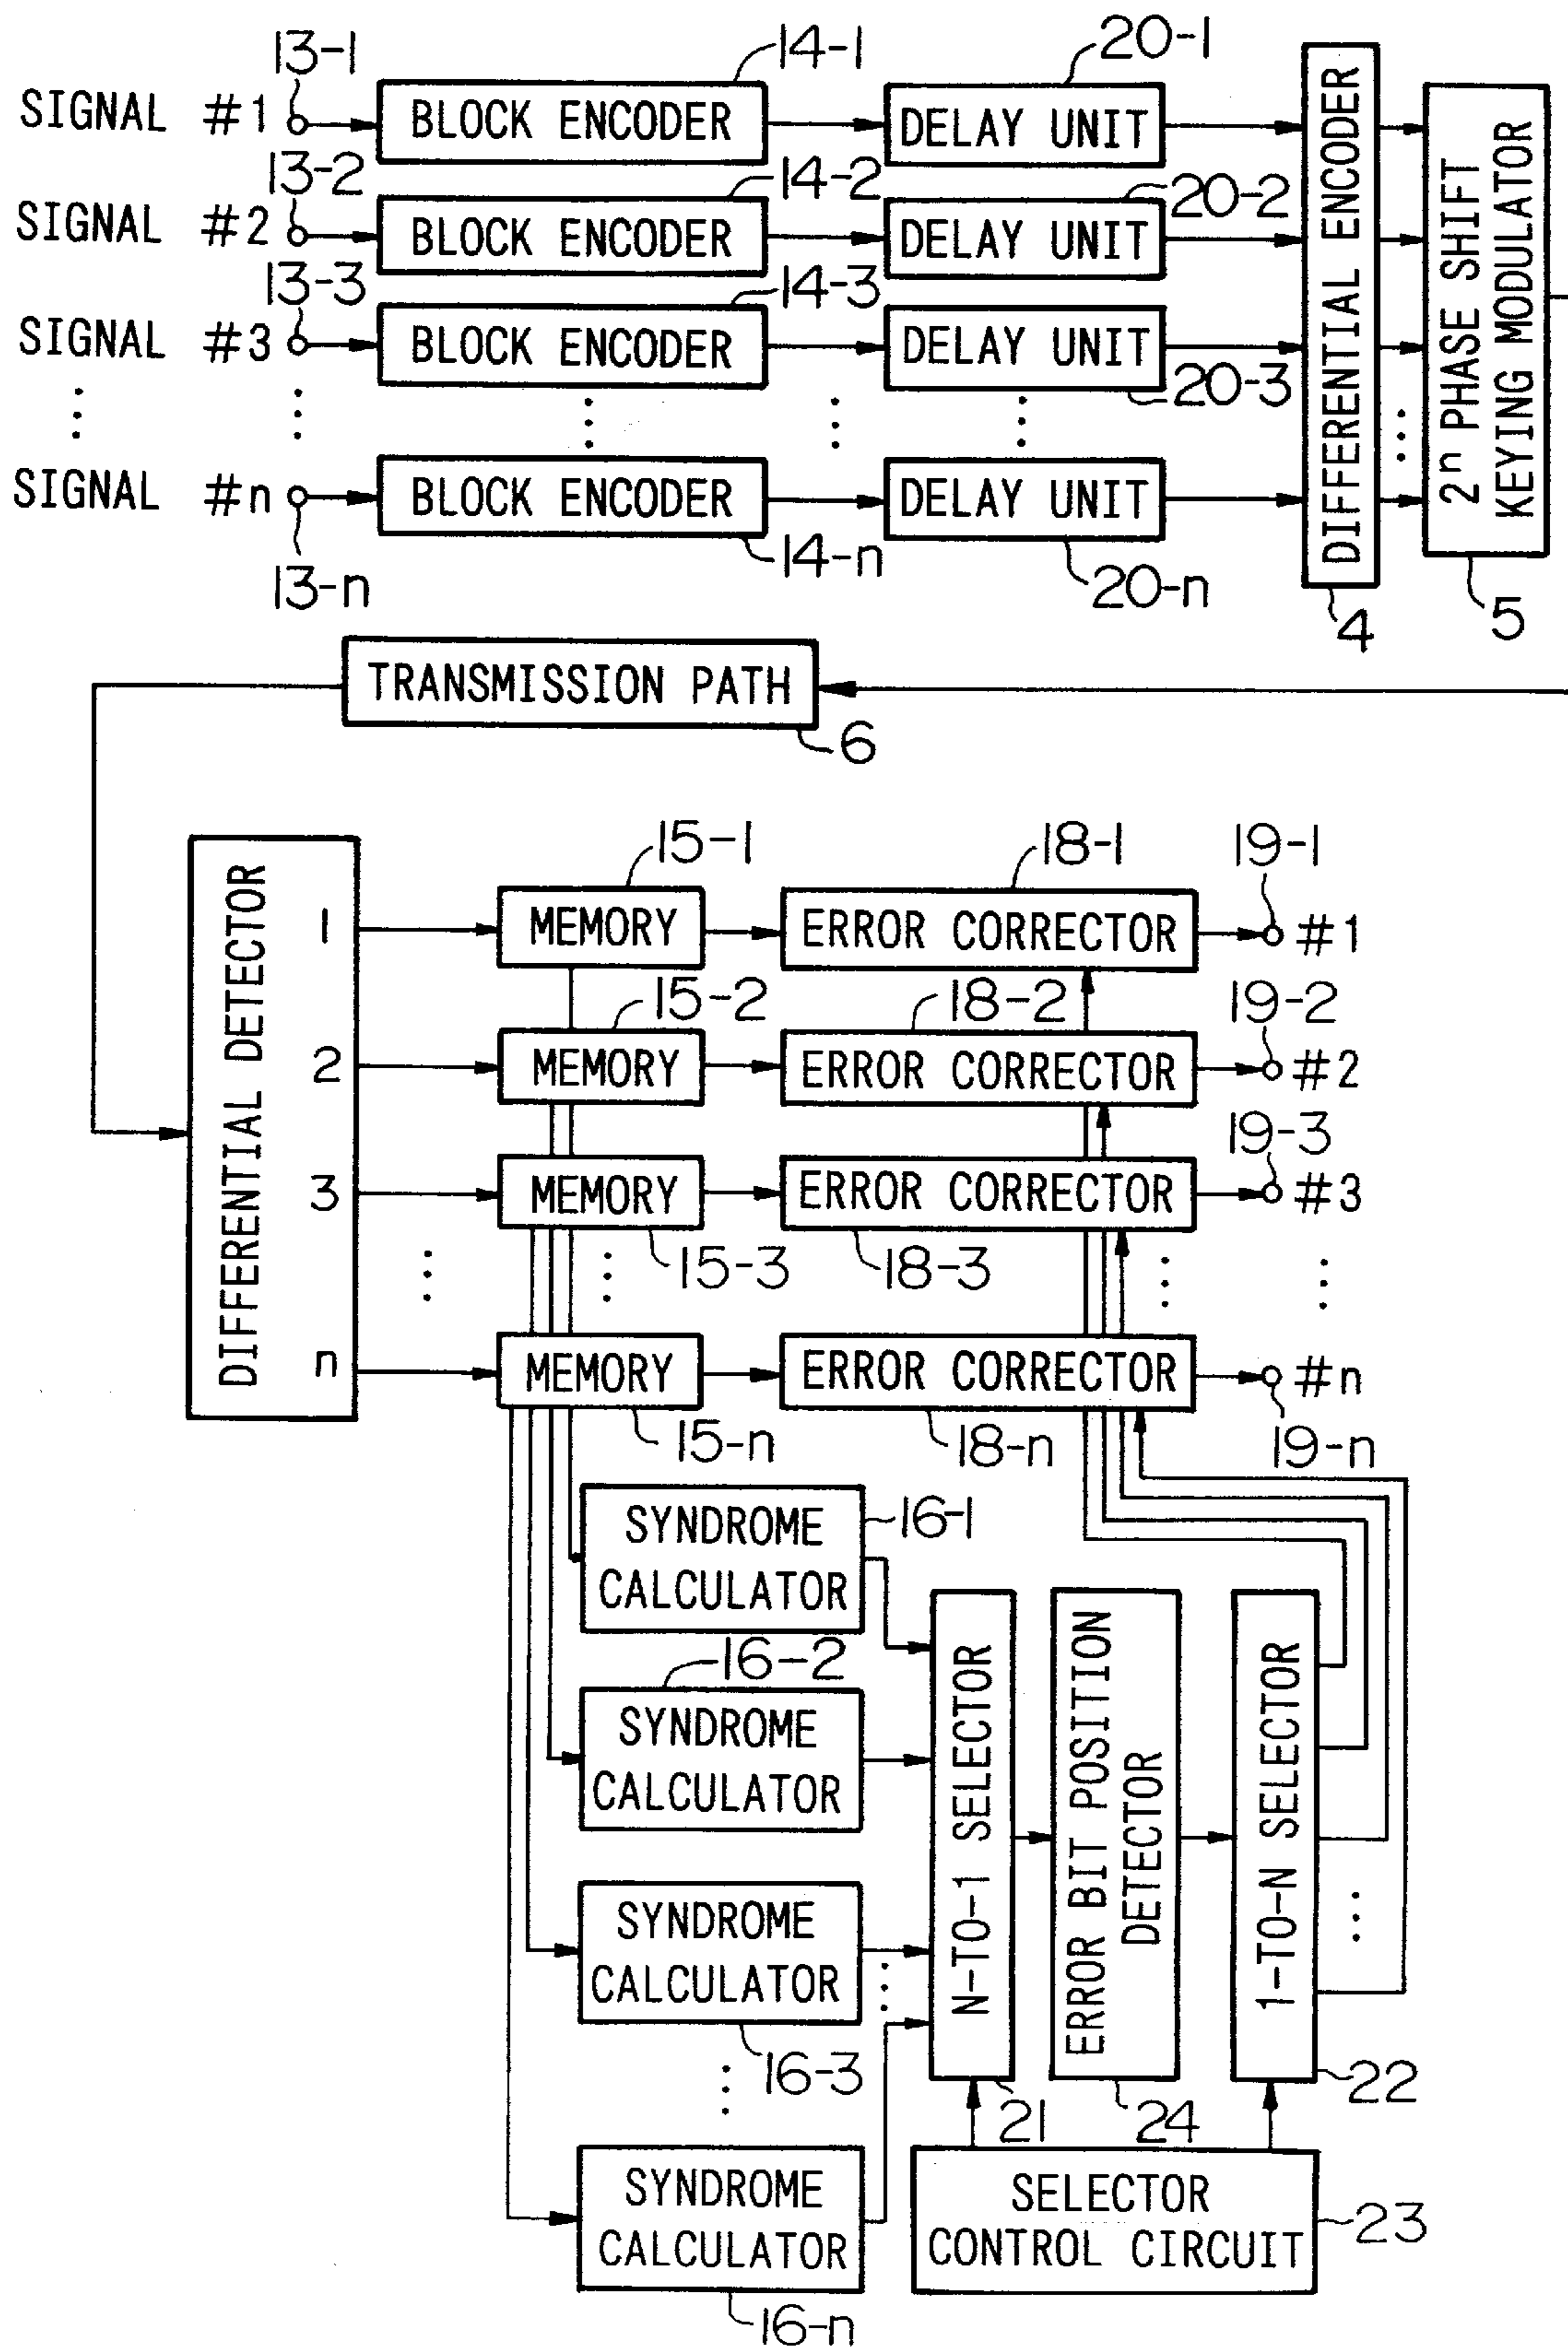 13-1
14-1
20-1
SIGNAL #1
BLOCK ENCODER
DELAY UNIT
13-2
14-2
20-2
SIGNAL #2
BLOCK ENCODER
DELAY UNIT
13-3
14-3
SIGNAL #3
BLOCK ENCODER
DELAY UNIT
20-3
SIGNAL #n
BLOCK ENCODER
DELAY UNIT
13-n
14-n
20-n
DIFFERENTIAL ENCODER
4
2ⁿ PHASE SHIFT
KEYING MODULATOR
5
TRANSMISSION PATH
6
DIFFERENTIAL DETECTOR
1
2
3
n
15-1
18-1
19-1
MEMORY
ERROR CORRECTOR
#1
15-2
18-2
19-2
MEMORY
ERROR CORRECTOR
#2
19-3
MEMORY
ERROR CORRECTOR
#3
15-3
18-3
MEMORY
ERROR CORRECTOR
#n
15-n
18-n
19-n
SYNDROME
CALCULATOR
16-1
16-2
SYNDROME
CALCULATOR
SYNDROME
CALCULATOR
16-3
SYNDROME
CALCULATOR
16-n
N-TO-1 SELECTOR
21
ERROR BIT POSITION
DETECTOR
24
1-TO-N SELECTOR
22
SELECTOR
CONTROL CIRCUIT
23